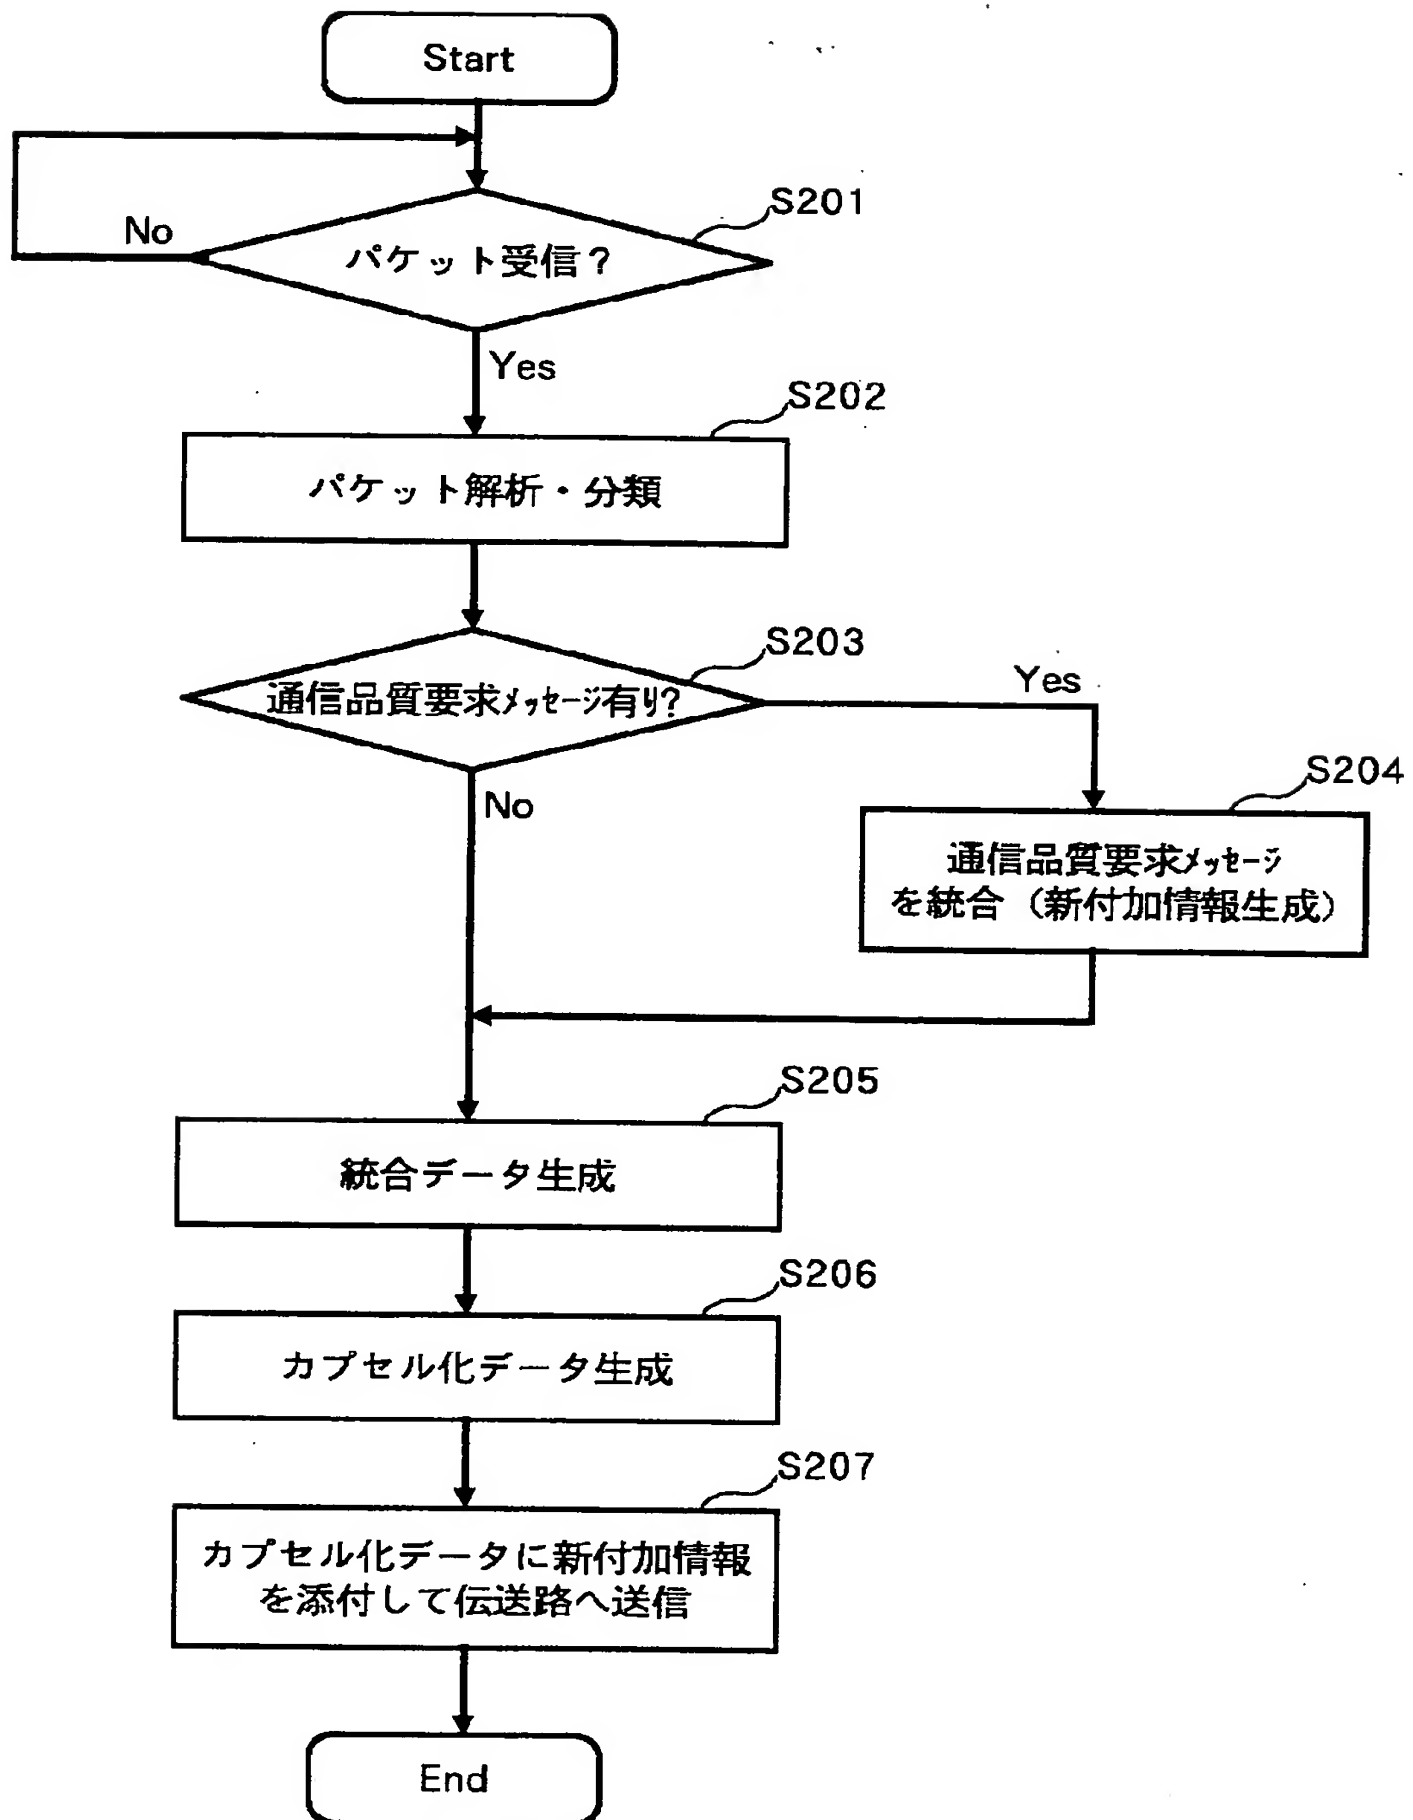 Start
S201
No
パケット受信？
Yes
S202
パケット解析・分類
S203
通信品質要求ﾒｯｾｰｼﾞ有り?
Yes
No
S204
通信品質要求ﾒｯｾｰｼﾞ
を統合（新付加情報生成）
S205
統合データ生成
S206
カプセル化データ生成
S207
カプセル化データに新付加情報
を添付して伝送路へ送信
End